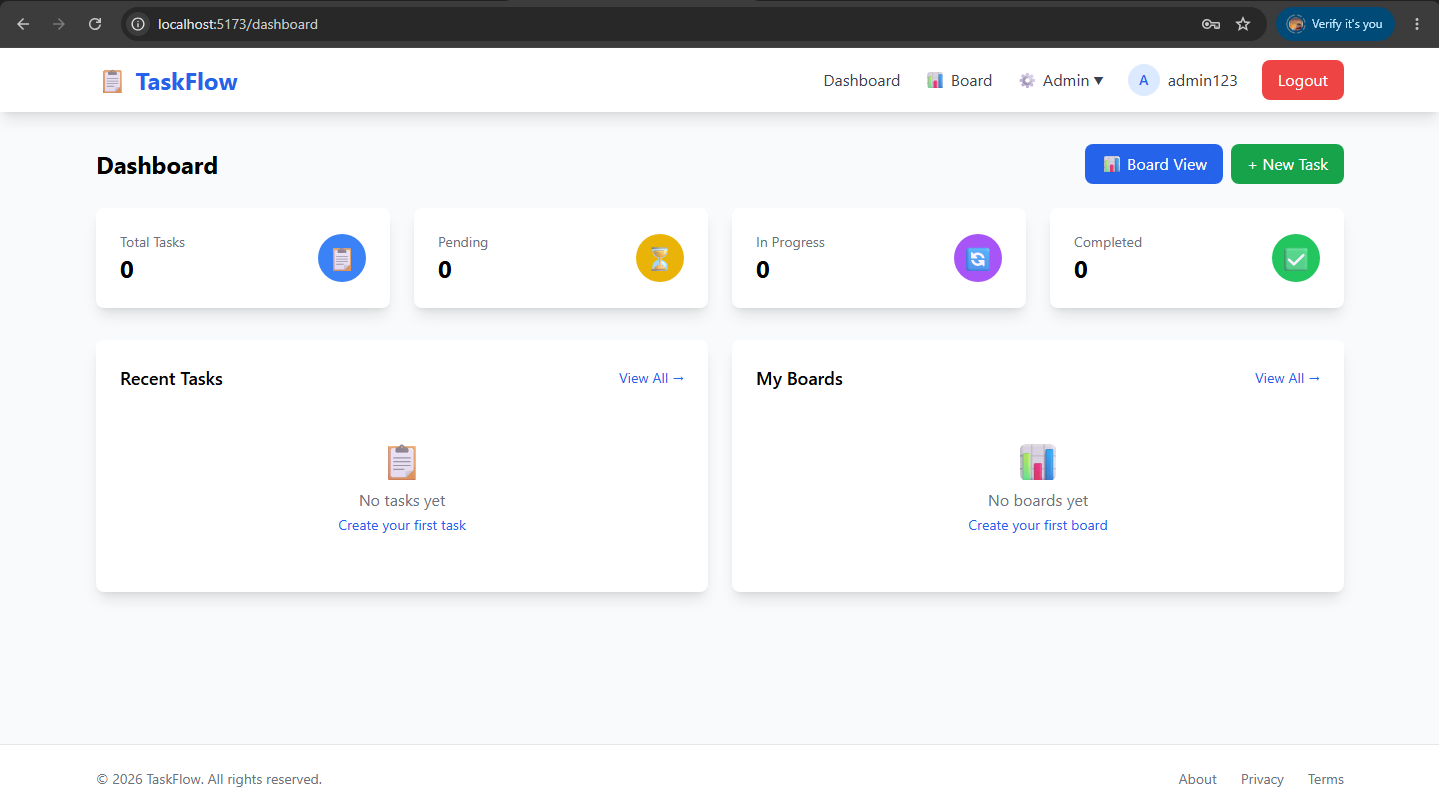 localhost:5173/dashboard
Verify it's you
TaskFlow
Dashboard
Board
Admin ▼
A
admin123
Logout
Dashboard
Board View
+ New Task
Total Tasks
0
Pending
0
In Progress
0
Completed
0
Recent Tasks
View All →
No tasks yet
Create your first task
My Boards
View All →
No boards yet
Create your first board
© 2026 TaskFlow. All rights reserved.
About
Privacy
Terms